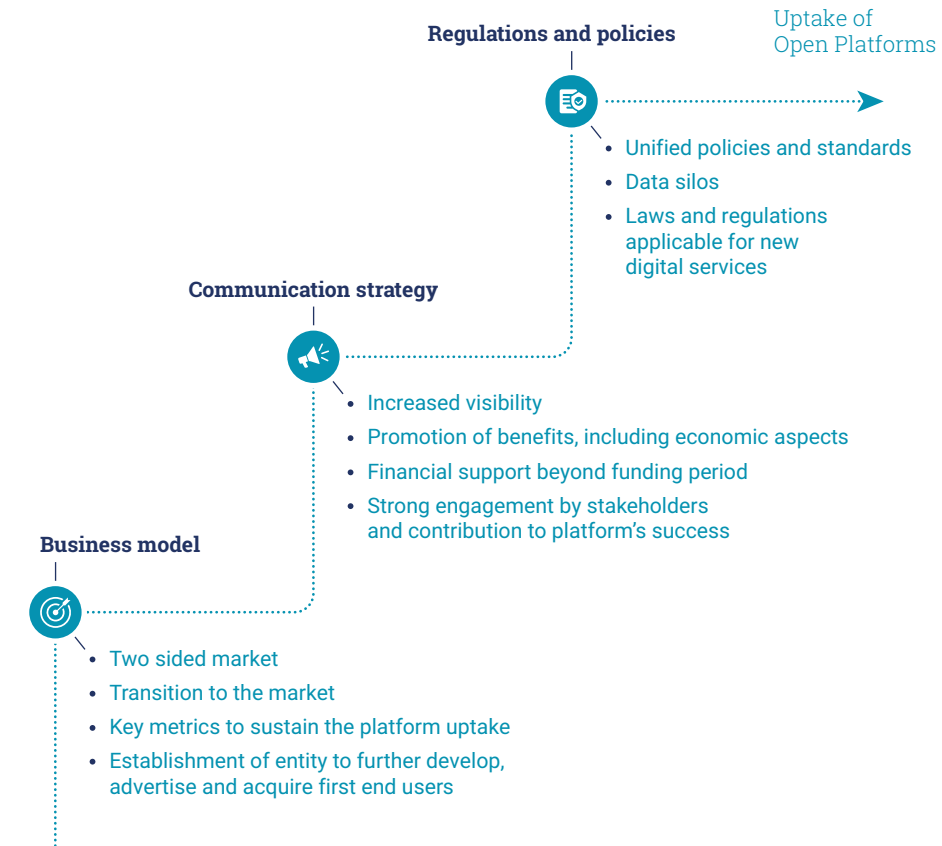 Uptake of
Open Platforms
Regulations and policies
• Unified policies and standards
• Data silos
• Laws and regulations
applicable for new
digital services
Communication strategy
• Increased visibility
• Promotion of benefits, including economic aspects
• Financial support beyond funding period
• Strong engagement by stakeholders
and contribution to platform’s success
Business model
• Two sided market
• Transition to the market
• Key metrics to sustain the platform uptake
• Establishment of entity to further develop,
advertise and acquire first end users